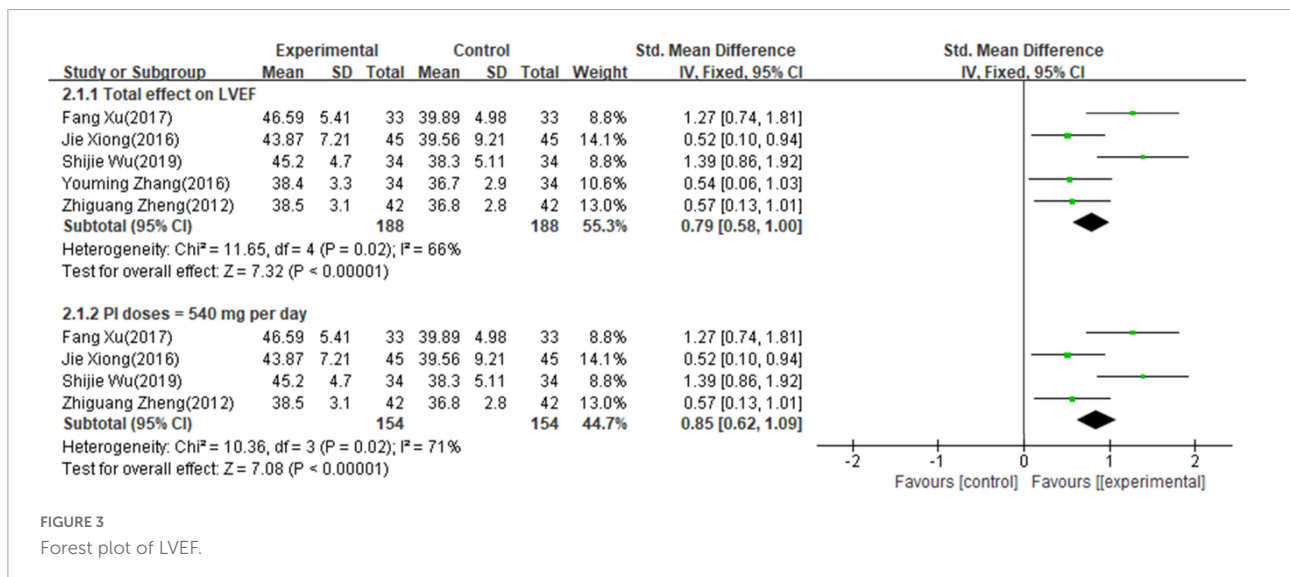 Experimental Control Std. Mean Difference Std. Mean Difference
Study or Subgroup Mean SD Total Mean SD Total Weight IV, Fixed, 95% CI IV, Fixed, 95% CI
2.1.1 Total effect on LVEF
Fang Xu(2017) 46.59 5.41 33 39.89 4.98 33 8.8% 1.27 [0.74, 1.81]
Jie Xiong(2016) 43.87 7.21 45 39.56 9.21 45 14.1% 0.52 [0.10, 0.94]
Shijie Wu(2019) 45.2 4.7 34 38.3 5.11 34 8.8% 1.39 [0.86, 1.92]
Youming Zhang(2016) 38.4 3.3 34 36.7 2.9 34 10.6% 0.54 [0.06, 1.03]
Zhiguang Zheng(2012) 38.5 3.1 42 36.8 2.8 42 13.0% 0.57 [0.13, 1.01]
Subtotal (95% CI) 188 188 55.3% 0.79 [0.58, 1.00]
Heterogeneity: Chi² = 11.65, df = 4 (P = 0.02); I² = 66%
Test for overall effect: Z = 7.32 (P < 0.00001)
2.1.2 PI doses = 540 mg per day
Fang Xu(2017) 46.59 5.41 33 39.89 4.98 33 8.8% 1.27 [0.74, 1.81]
Jie Xiong(2016) 43.87 7.21 45 39.56 9.21 45 14.1% 0.52 [0.10, 0.94]
Shijie Wu(2019) 45.2 4.7 34 38.3 5.11 34 8.8% 1.39 [0.86, 1.92]
Zhiguang Zheng(2012) 38.5 3.1 42 36.8 2.8 42 13.0% 0.57 [0.13, 1.01]
Subtotal (95% CI) 154 154 44.7% 0.85 [0.62, 1.09]
Heterogeneity: Chi² = 10.36, df = 3 (P = 0.02); I² = 71%
Test for overall effect: Z = 7.08 (P < 0.00001)
-2 -1 0 1 2
Favours [control] Favours [[experimental]
FIGURE 3
Forest plot of LVEF.